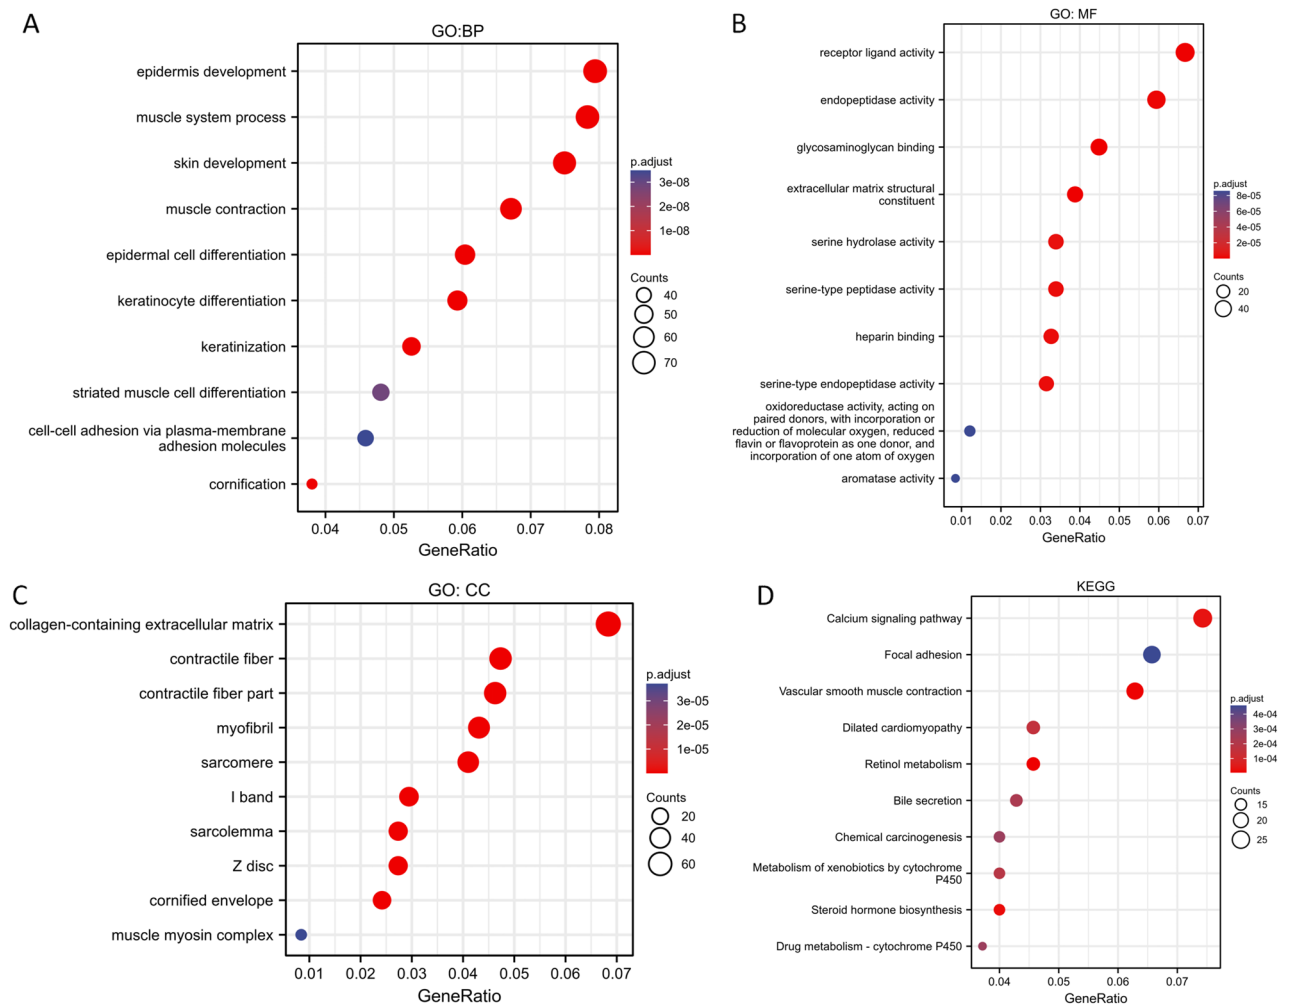 A
GO:BP
epidermis development
muscle system process
skin development
muscle contraction
epidermal cell differentiation
keratinocyte differentiation
keratinization
striated muscle cell differentiation
cell-cell adhesion via plasma-membrane
adhesion molecules
cornification
0.04 0.05 0.06 0.07 0.08
GeneRatio
p.adjust
3e-08
2e-08
1e-08
Counts
40
50
60
70
B
GO: MF
receptor ligand activity
endopeptidase activity
glycosaminoglycan binding
extracellular matrix structural
constituent
serine hydrolase activity
serine-type peptidase activity
heparin binding
serine-type endopeptidase activity
oxidoreductase activity, acting on
paired donors, with incorporation or
reduction of molecular oxygen, reduced
flavin or flavoprotein as one donor, and
incorporation of one atom of oxygen
aromatase activity
0.01 0.02 0.03 0.04 0.05 0.06 0.07
GeneRatio
p.adjust
8e-05
6e-05
4e-05
2e-05
Counts
20
40
C
GO: CC
collagen-containing extracellular matrix
contractile fiber
contractile fiber part
myofibril
sarcomere
I band
sarcolemma
Z disc
cornified envelope
muscle myosin complex
0.01 0.02 0.03 0.04 0.05 0.06 0.07
GeneRatio
p.adjust
3e-05
2e-05
1e-05
Counts
20
40
60
D
KEGG
Calcium signaling pathway
Focal adhesion
Vascular smooth muscle contraction
Dilated cardiomyopathy
Retinol metabolism
Bile secretion
Chemical carcinogenesis
Metabolism of xenobiotics by cytochrome
P450
Steroid hormone biosynthesis
Drug metabolism - cytochrome P450
0.04 0.05 0.06 0.07
GeneRatio
p.adjust
4e-04
3e-04
2e-04
1e-04
Counts
15
20
25